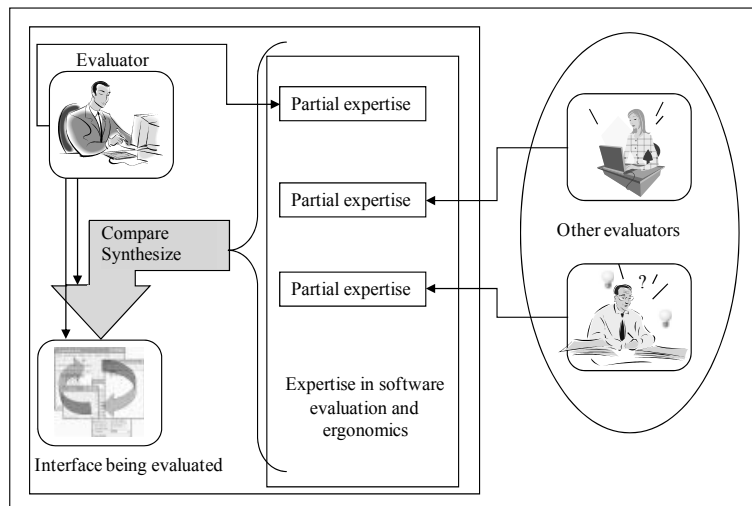 Evaluator
Partial expertise
Partial expertise
Compare
Synthesize
Other evaluators
Partial expertise
?
Expertise in software
evaluation and
ergonomics
Interface being evaluated